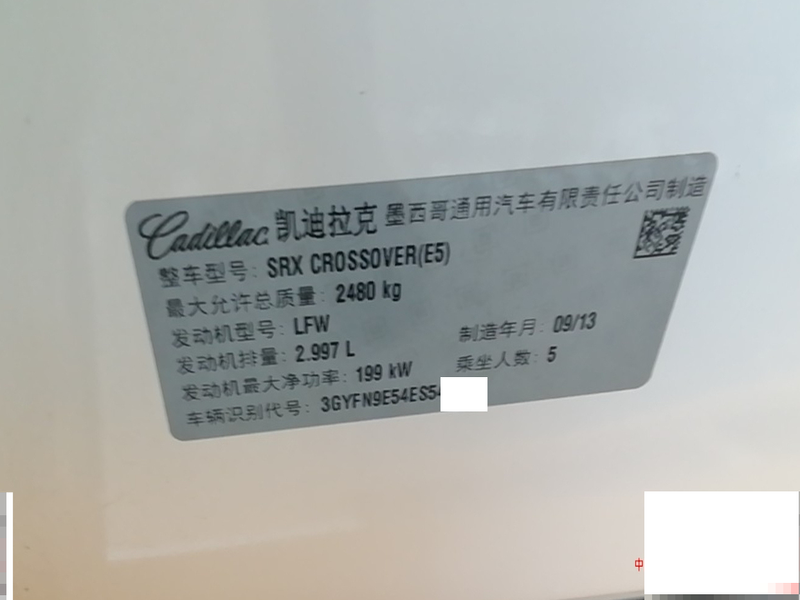 Cadillac 凯迪拉克 墨西哥通用汽车有限责任公司制造
整车型号: SRX CROSSOVER(E5)
最大允许总质量: 2480 kg
发动机型号: LFW
制造年月: 09/13
发动机排量: 2.997 L
乘坐人数: 5
发动机最大净功率: 199 kW
车辆识别代号: 3GYFN9E54ES54
中